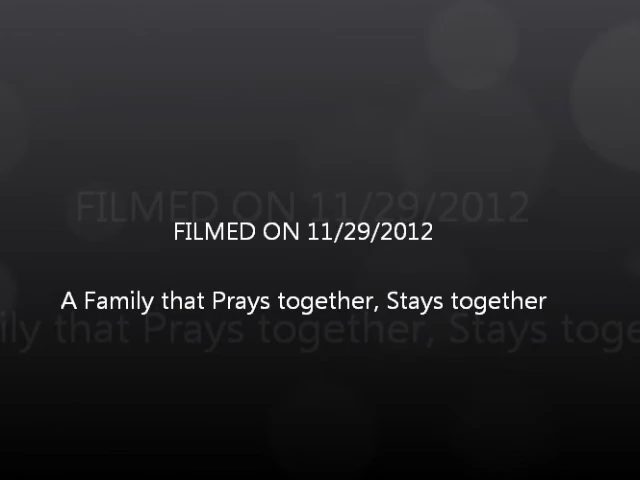 FILMED ON 11/29/2012
A Family that Prays together, Stays together